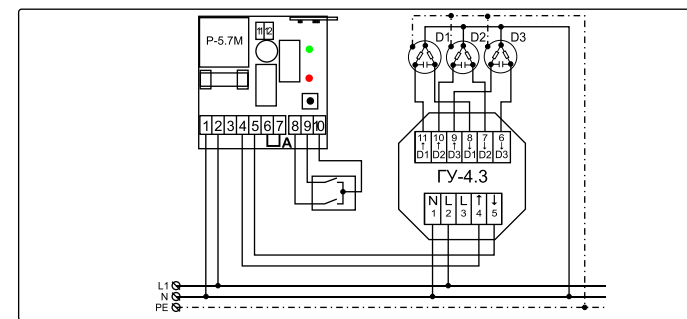 P-5.7M
11 12
1 2 3 4 5 6 7 8 9 10
A
D1 D2 D3
11 10 9 8 7 6
↑ ↑ ↑ ↓ ↓ ↓
D1 D2 D3 D1 D2 D3
ГУ-4.3
N L L ↑ ↓
1 2 3 4 5
L1
N
PE